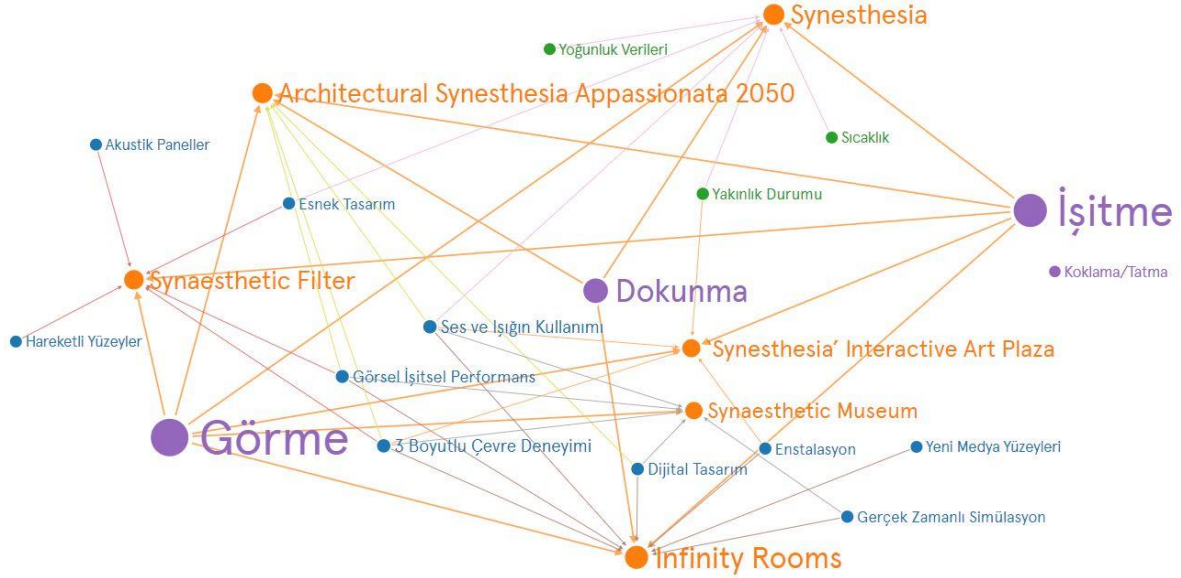 Synesthesia
Yoğunluk Verileri
Architectural Synesthesia Appassionata 2050
Sıcaklık
Akustik Paneller
Yakınlık Durumu
Esnek Tasarım
İşitme
Koklama/Tatma
Synaesthetic Filter
Dokunma
Ses ve Işığın Kullanımı
Hareketli Yüzeyler
Synesthesia’ Interactive Art Plaza
Görsel İşitsel Performans
Synaesthetic Museum
Görme
3 Boyutlu Çevre Deneyimi
Enstalasyon
Yeni Medya Yüzeyleri
Dijital Tasarım
Gerçek Zamanlı Simülasyon
Infinity Rooms